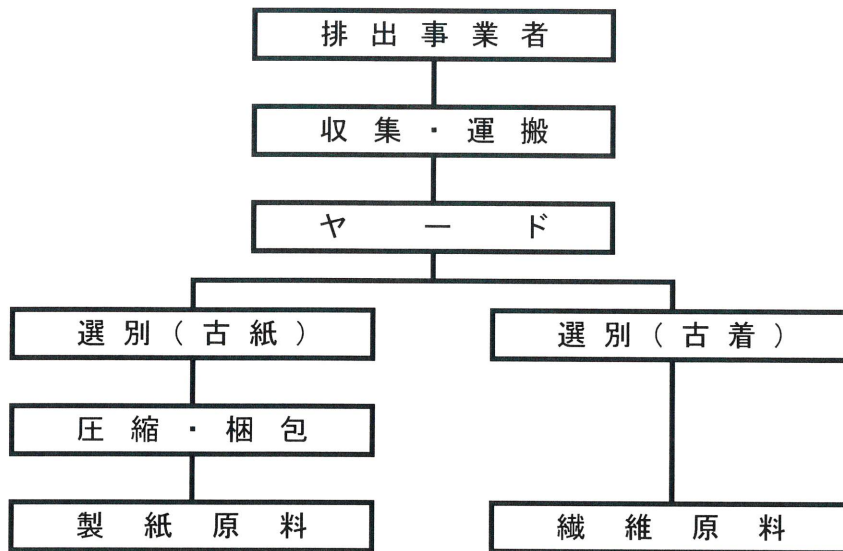 排出事業者
収集・運搬
ヤード
選別(古紙)
選別(古着)
圧縮・梱包
製紙原料
繊維原料